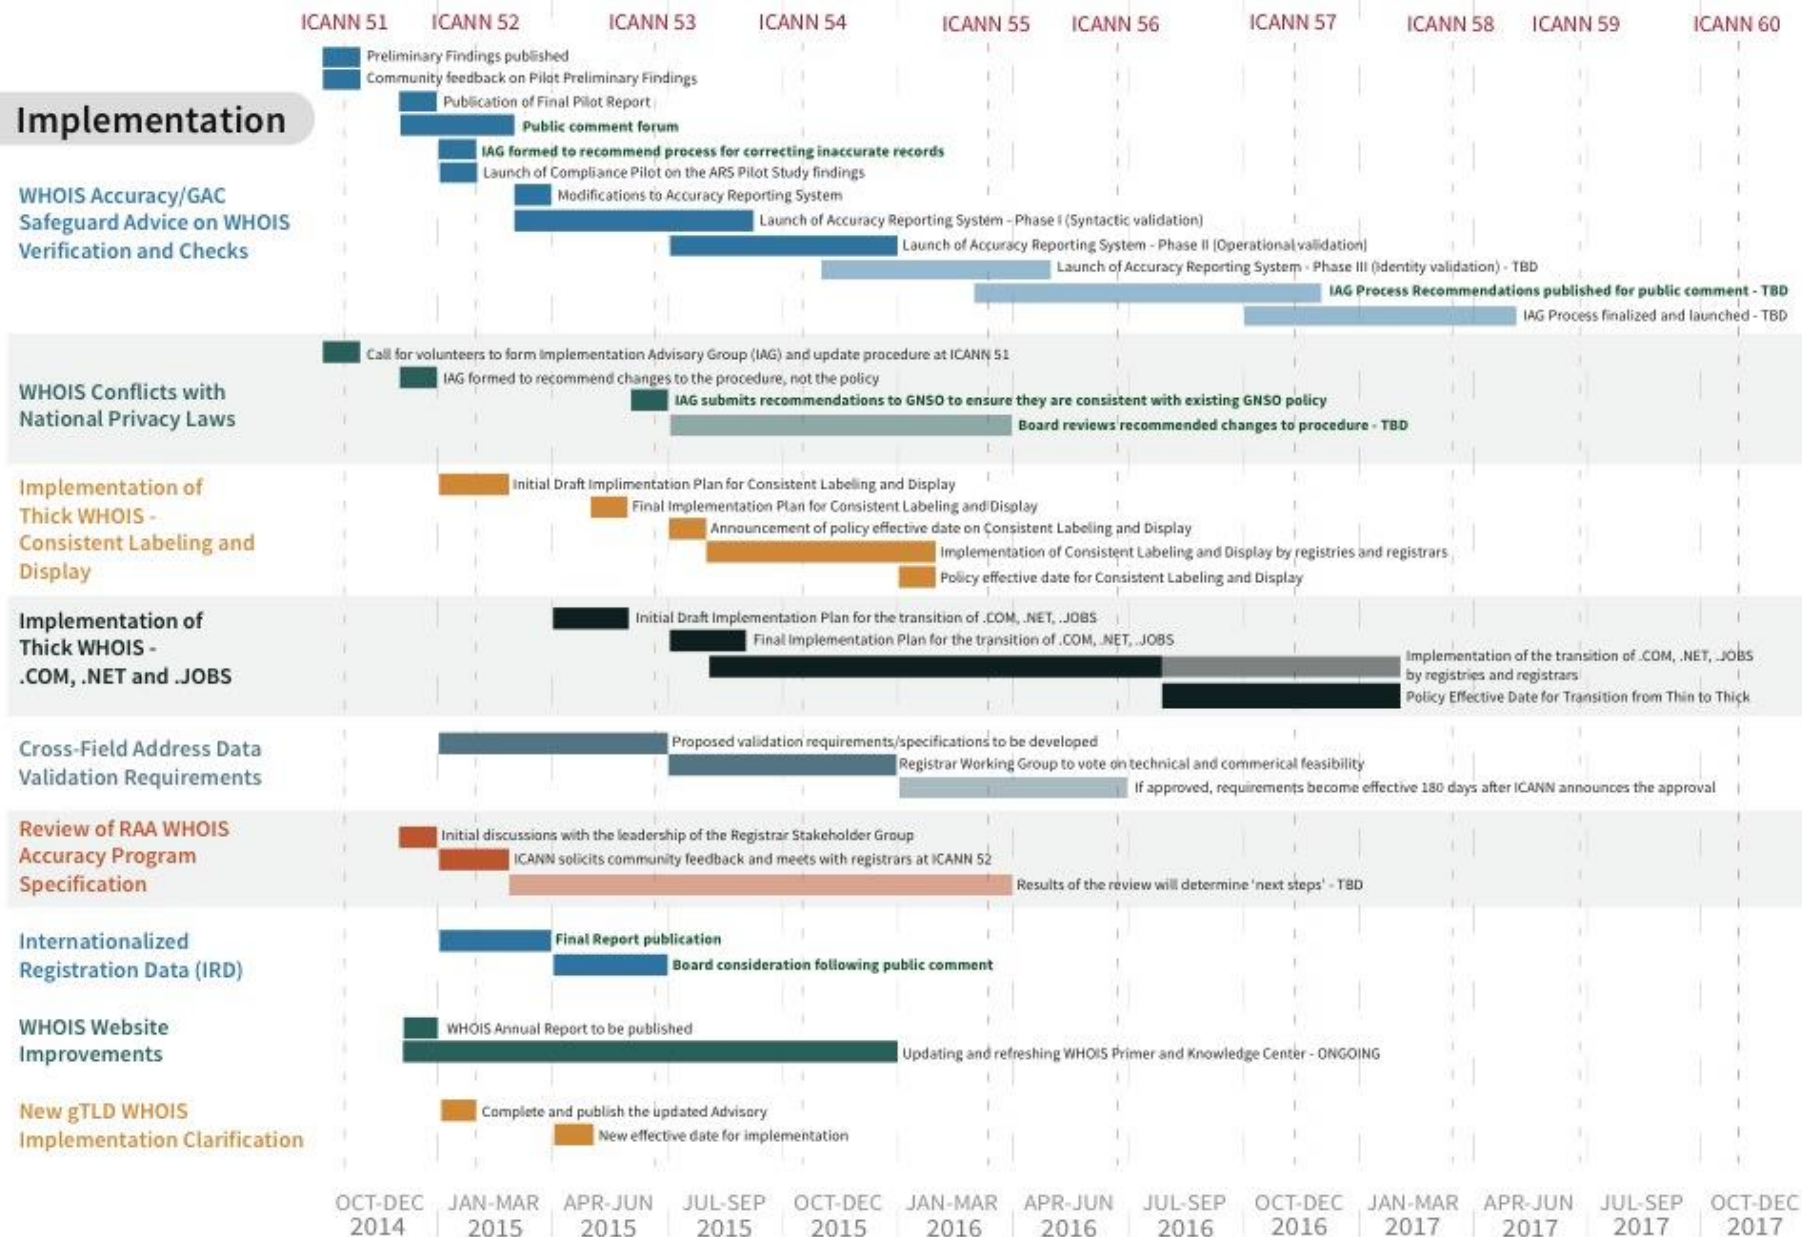 ICANN 51 ICANN 52 ICANN 53 ICANN 54 ICANN 55 ICANN 56 ICANN 57 ICANN 58 ICANN 59 ICANN 60
Implementation
WHOIS Accuracy/GAC
Safeguard Advice on WHOIS
Verification and Checks
Preliminary Findings published
Community feedback on Pilot Preliminary Findings
Publication of Final Pilot Report
Public comment forum
IAG formed to recommend process for correcting inaccurate records
Launch of Compliance Pilot on the ARS Pilot Study findings
Modifications to Accuracy Reporting System
Launch of Accuracy Reporting System - Phase I (Syntactic validation)
Launch of Accuracy Reporting System - Phase II (Operational validation)
Launch of Accuracy Reporting System - Phase III (Identity validation) - TBD
IAG Process Recommendations published for public comment - TBD
IAG Process finalized and launched - TBD
WHOIS Conflicts with
National Privacy Laws
Call for volunteers to form Implementation Advisory Group (IAG) and update procedure at ICANN 51
IAG formed to recommend changes to the procedure, not the policy
IAG submits recommendations to GNSO to ensure they are consistent with existing GNSO policy
Board reviews recommended changes to procedure - TBD
Implementation of
Thick WHOIS -
Consistent Labeling and
Display
Initial Draft Implimentation Plan for Consistent Labeling and Display
Final Implementation Plan for Consistent Labeling and Display
Announcement of policy effective date on Consistent Labeling and Display
Implementation of Consistent Labeling and Display by registries and registrars
Policy effective date for Consistent Labeling and Display
Implementation of
Thick WHOIS -
.COM, .NET and .JOBS
Initial Draft Implementation Plan for the transition of .COM, .NET, .JOBS
Final Implementation Plan for the transition of .COM, .NET, .JOBS
Implementation of the transition of .COM, .NET, .JOBS
by registries and registrars
Policy Effective Date for Transition from Thin to Thick
Cross-Field Address Data
Validation Requirements
Proposed validation requirements/specifications to be developed
Registrar Working Group to vote on technical and commerical feasibility
If approved, requirements become effective 180 days after ICANN announces the approval
Review of RAA WHOIS
Accuracy Program
Specification
Initial discussions with the leadership of the Registrar Stakeholder Group
ICANN solicits community feedback and meets with registrars at ICANN 52
Results of the review will determine 'next steps' - TBD
Internationalized
Registration Data (IRD)
Final Report publication
Board consideration following public comment
WHOIS Website
Improvements
WHOIS Annual Report to be published
Updating and refreshing WHOIS Primer and Knowledge Center - ONGOING
New gTLD WHOIS
Implementation Clarification
Complete and publish the updated Advisory
New effective date for implementation
OCT-DEC JAN-MAR APR-JUN JUL-SEP OCT-DEC JAN-MAR APR-JUN JUL-SEP OCT-DEC JAN-MAR APR-JUN JUL-SEP OCT-DEC
2014 2015 2015 2015 2015 2016 2016 2016 2016 2017 2017 2017 2017